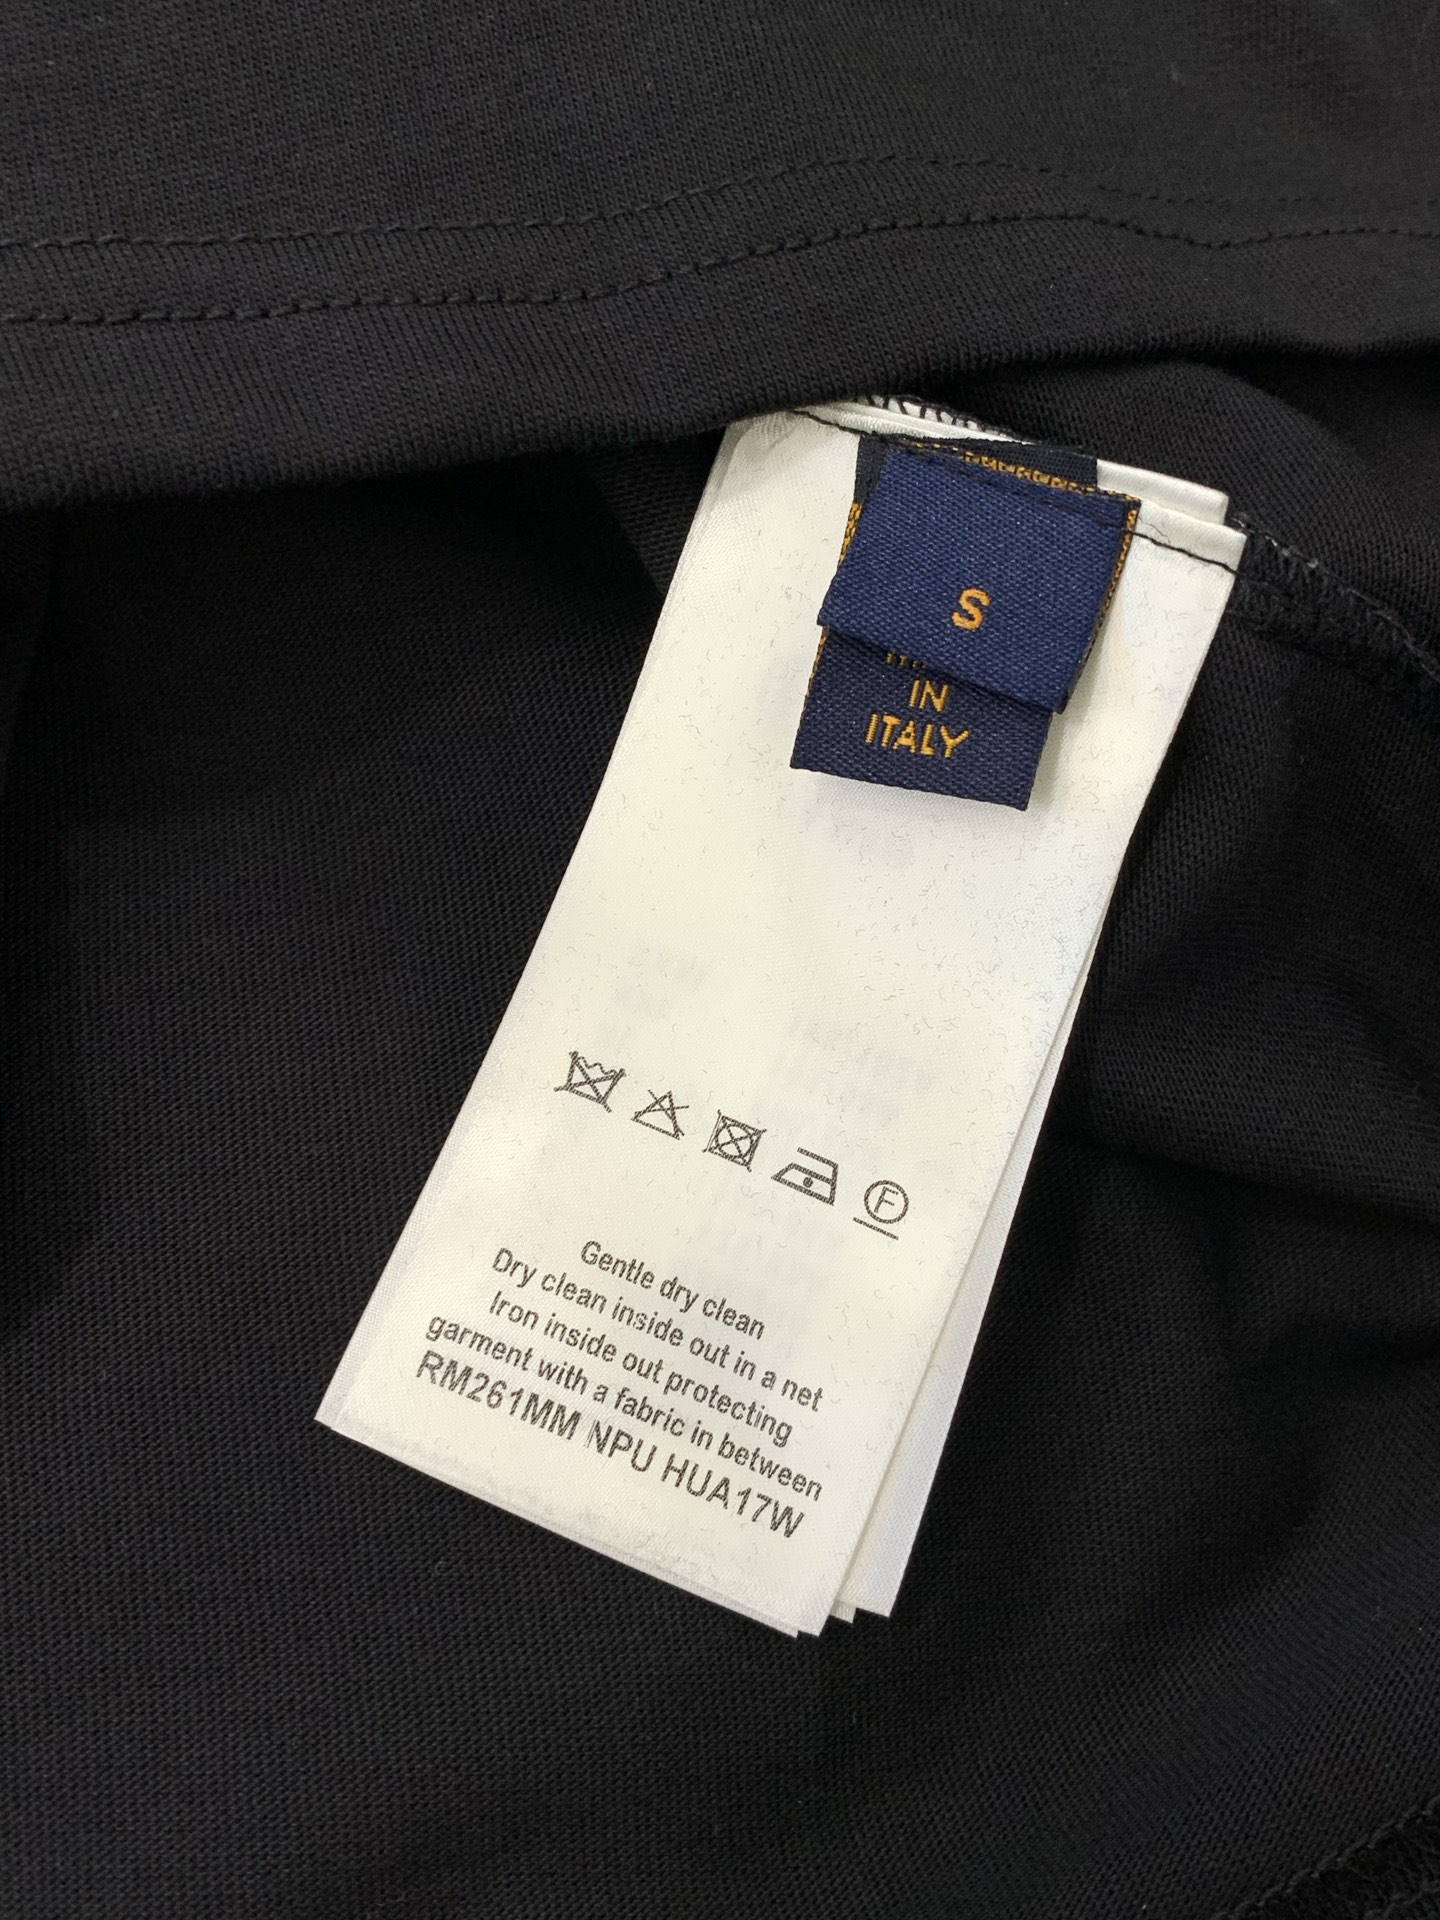 S
IN
ITALY
F
Gentle dry clean
Dry clean inside out in a net
Iron inside out protecting
garment with a fabric in between
RM261MM NPU HUA17W